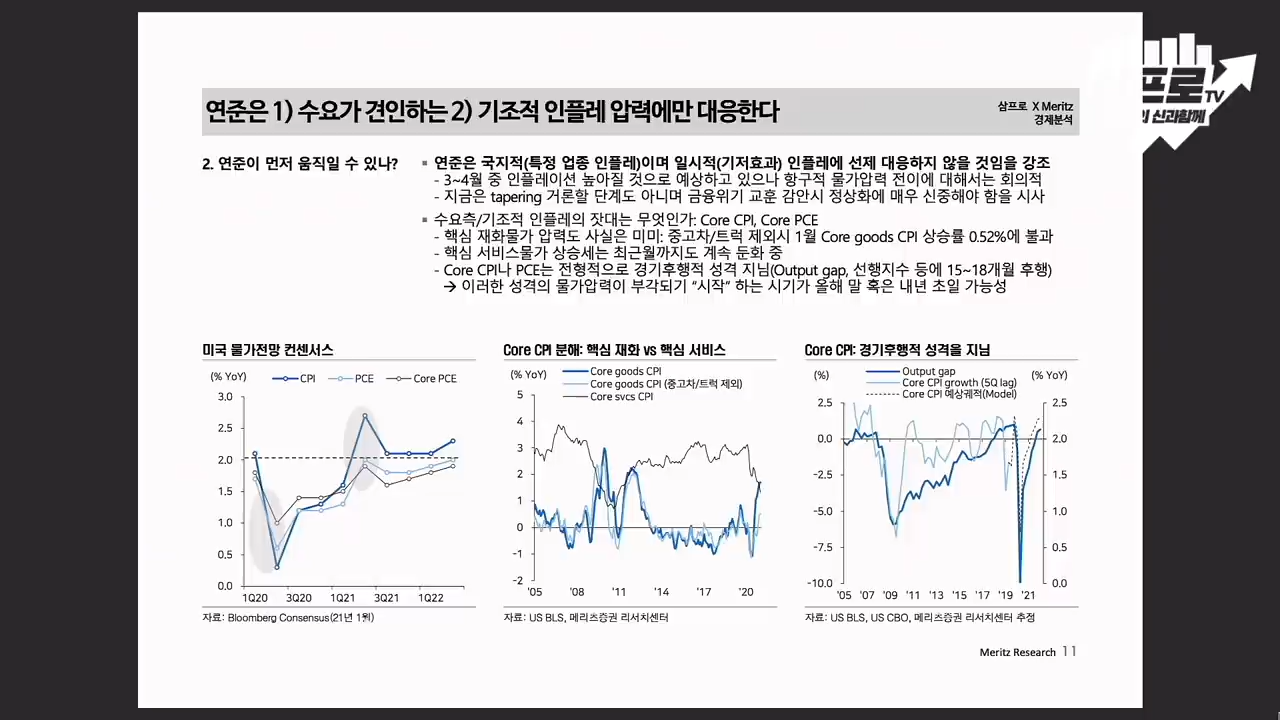 프로TV
신과함께
연준은 1) 수요가 견인하는 2) 기조적 인플레 압력에만 대응한다
삼프로 X Meritz
경제분석
2. 연준이 먼저 움직일 수 있나?
▪ 연준은 국지적(특정 업종 인플레)이며 일시적(기저효과) 인플레에 선제 대응하지 않을 것임을 강조
- 3~4월 중 인플레이션 높아질 것으로 예상하고 있으나 항구적 물가압력 전이에 대해서는 회의적
- 지금은 tapering 거론할 단계도 아니며 금융위기 교훈 감안시 정상화에 매우 신중해야 함을 시사
▪ 수요측/기조적 인플레의 잣대는 무엇인가: Core CPI, Core PCE
- 핵심 재화물가 압력도 사실은 미미: 중고차/트럭 제외시 1월 Core goods CPI 상승률 0.52%에 불과
- 핵심 서비스물가 상승세는 최근월까지도 계속 둔화 중
- Core CPI나 PCE는 전형적으로 경기후행적 성격 지님(Output gap, 선행지수 등에 15~18개월 후행)
→ 이러한 성격의 물가압력이 부각되기 “시작” 하는 시기가 올해 말 혹은 내년 초일 가능성
미국 물가전망 컨센서스
(% YoY)
CPI
PCE
Core PCE
3.0
2.5
2.0
1.5
1.0
0.5
0.0
1Q20
3Q20
1Q21
3Q21
1Q22
자료: Bloomberg Consensus(21년 1월)
Core CPI 분해: 핵심 재화 vs 핵심 서비스
(% YoY)
Core goods CPI
Core goods CPI (중고차/트럭 제외)
Core svcs CPI
5
4
3
2
1
0
-1
-2
'05
'08
'11
'14
'17
'20
자료: US BLS, 메리츠증권 리서치센터
Core CPI: 경기후행적 성격을 지님
(%)
Output gap
Core CPI growth (5Q lag)
Core CPI 예상궤적(Model)
(% YoY)
2.5
0.0
-2.5
-5.0
-7.5
-10.0
2.5
2.0
1.5
1.0
0.5
0.0
'05
'07
'09
'11
'13
'15
'17
'19
'21
자료: US BLS, US CBO, 메리츠증권 리서치센터 추정
Meritz Research 11